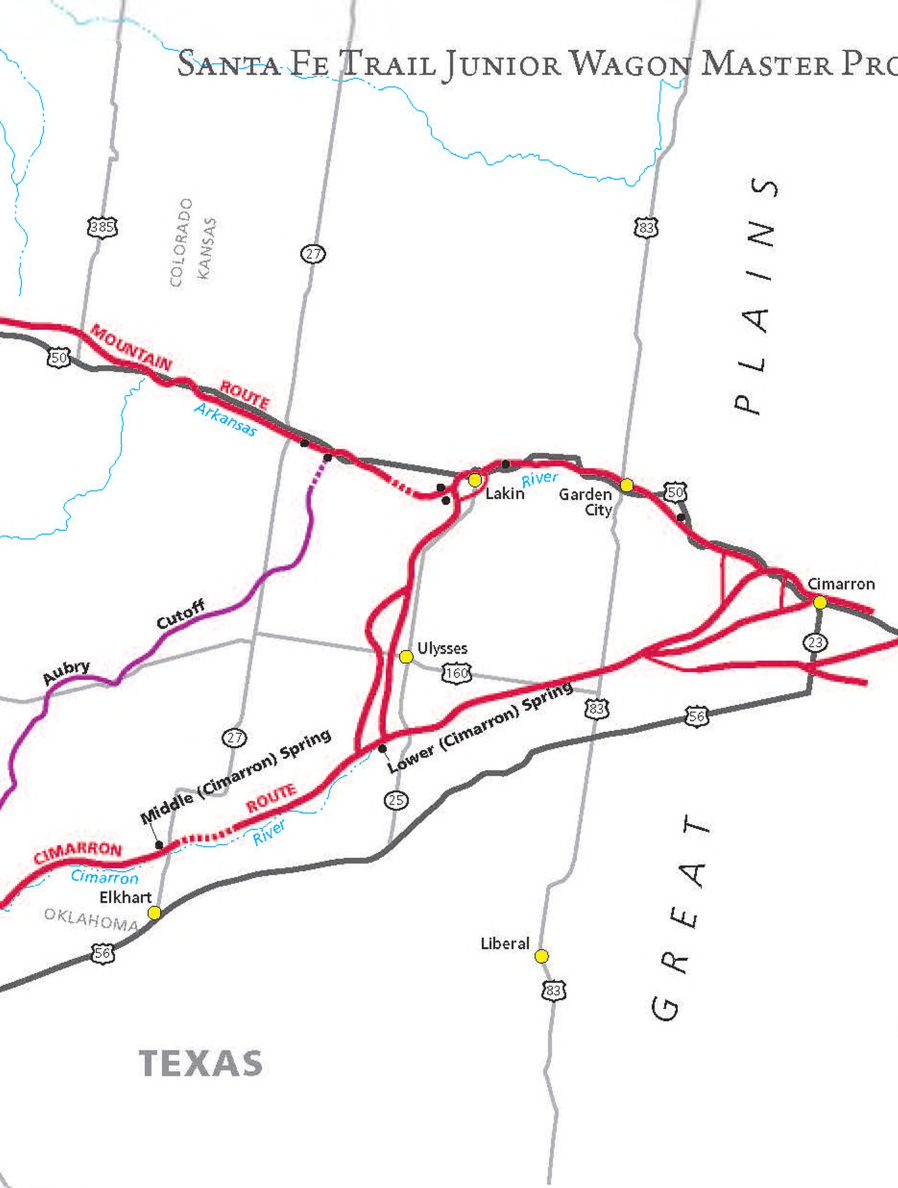 SANTA FE TRAIL JUNIOR WAGON MASTER PRO
PLAINS
COLORADO
KANSAS
385
27
83
50
MOUNTAIN
ROUTE
Arkansas
River
Lakin
Garden
City
50
Cimarron
23
Cutoff
Aubry
Ulysses
160
83
56
27
Middle (Cimarron) Spring
Lower (Cimarron) Spring
25
ROUTE
River
CIMARRON
Cimarron
Elkhart
OKLAHOMA
56
Liberal
83
GREAT
TEXAS